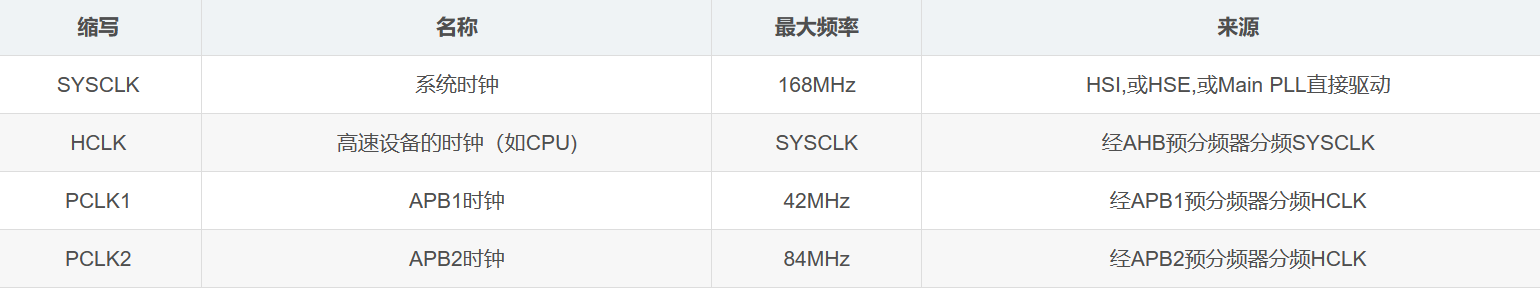 缩写 名称 最大频率 来源
SYSCLK 系统时钟 168MHz HSI,或HSE,或Main PLL直接驱动
HCLK 高速设备的时钟（如CPU) SYSCLK 经AHB预分频器分频SYSCLK
PCLK1 APB1时钟 42MHz 经APB1预分频器分频HCLK
PCLK2 APB2时钟 84MHz 经APB2预分频器分频HCLK